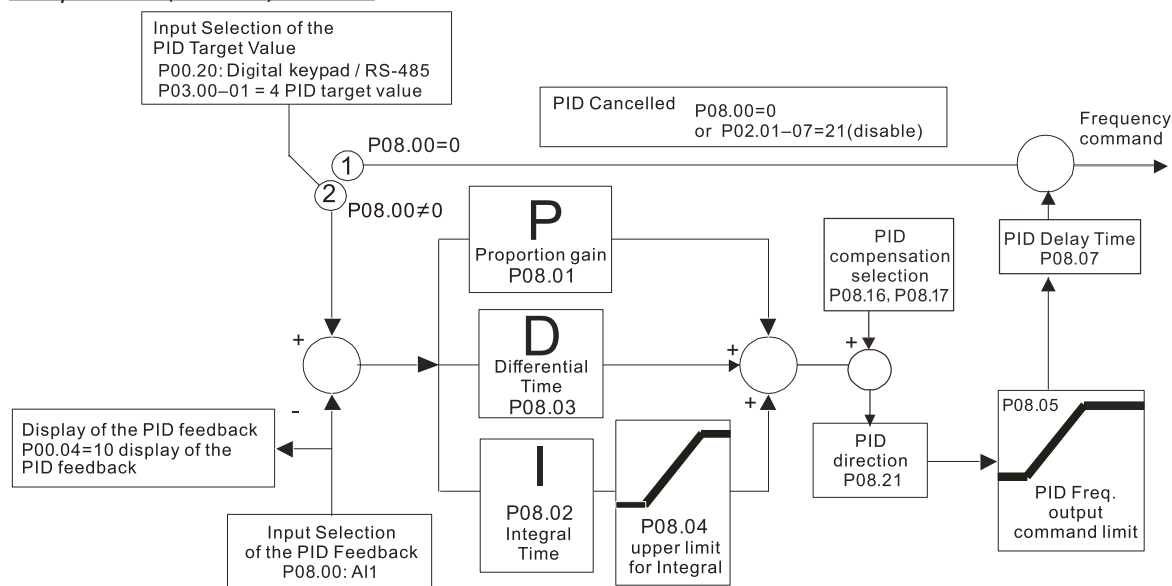 Input Selection of the
PID Target Value
P00.20: Digital keypad / RS-485
P03.00–01 = 4 PID target value
PID Cancelled
P08.00=0
or P02.01–07=21(disable)
Frequency
command
1
P08.00=0
2
P08.00≠0
P
Proportion gain
P08.01
PID
compensation
selection
P08.16, P08.17
PID Delay Time
P08.07
+
-
D
Differential
Time
P08.03
+
+
+
Display of the PID feedback
P00.04=10 display of the
PID feedback
I
P08.02
Integral
Time
P08.04
upper limit
for Integral
PID
direction
P08.21
P08.05
PID Freq.
output
command limit
Input Selection
of the PID Feedback
P08.00: AI1